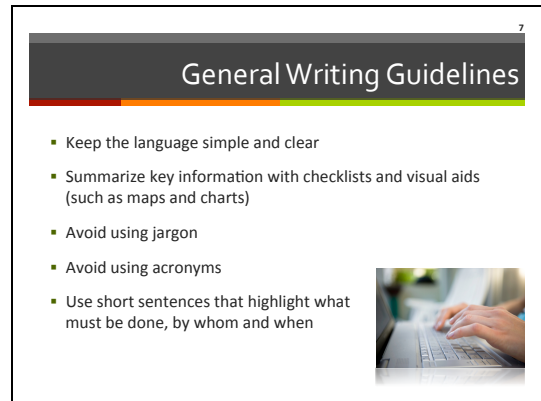 7
General Writing Guidelines
▪ Keep the language simple and clear
▪ Summarize key information with checklists and visual aids
(such as maps and charts)
▪ Avoid using jargon
▪ Avoid using acronyms
▪ Use short sentences that highlight what
must be done, by whom and when